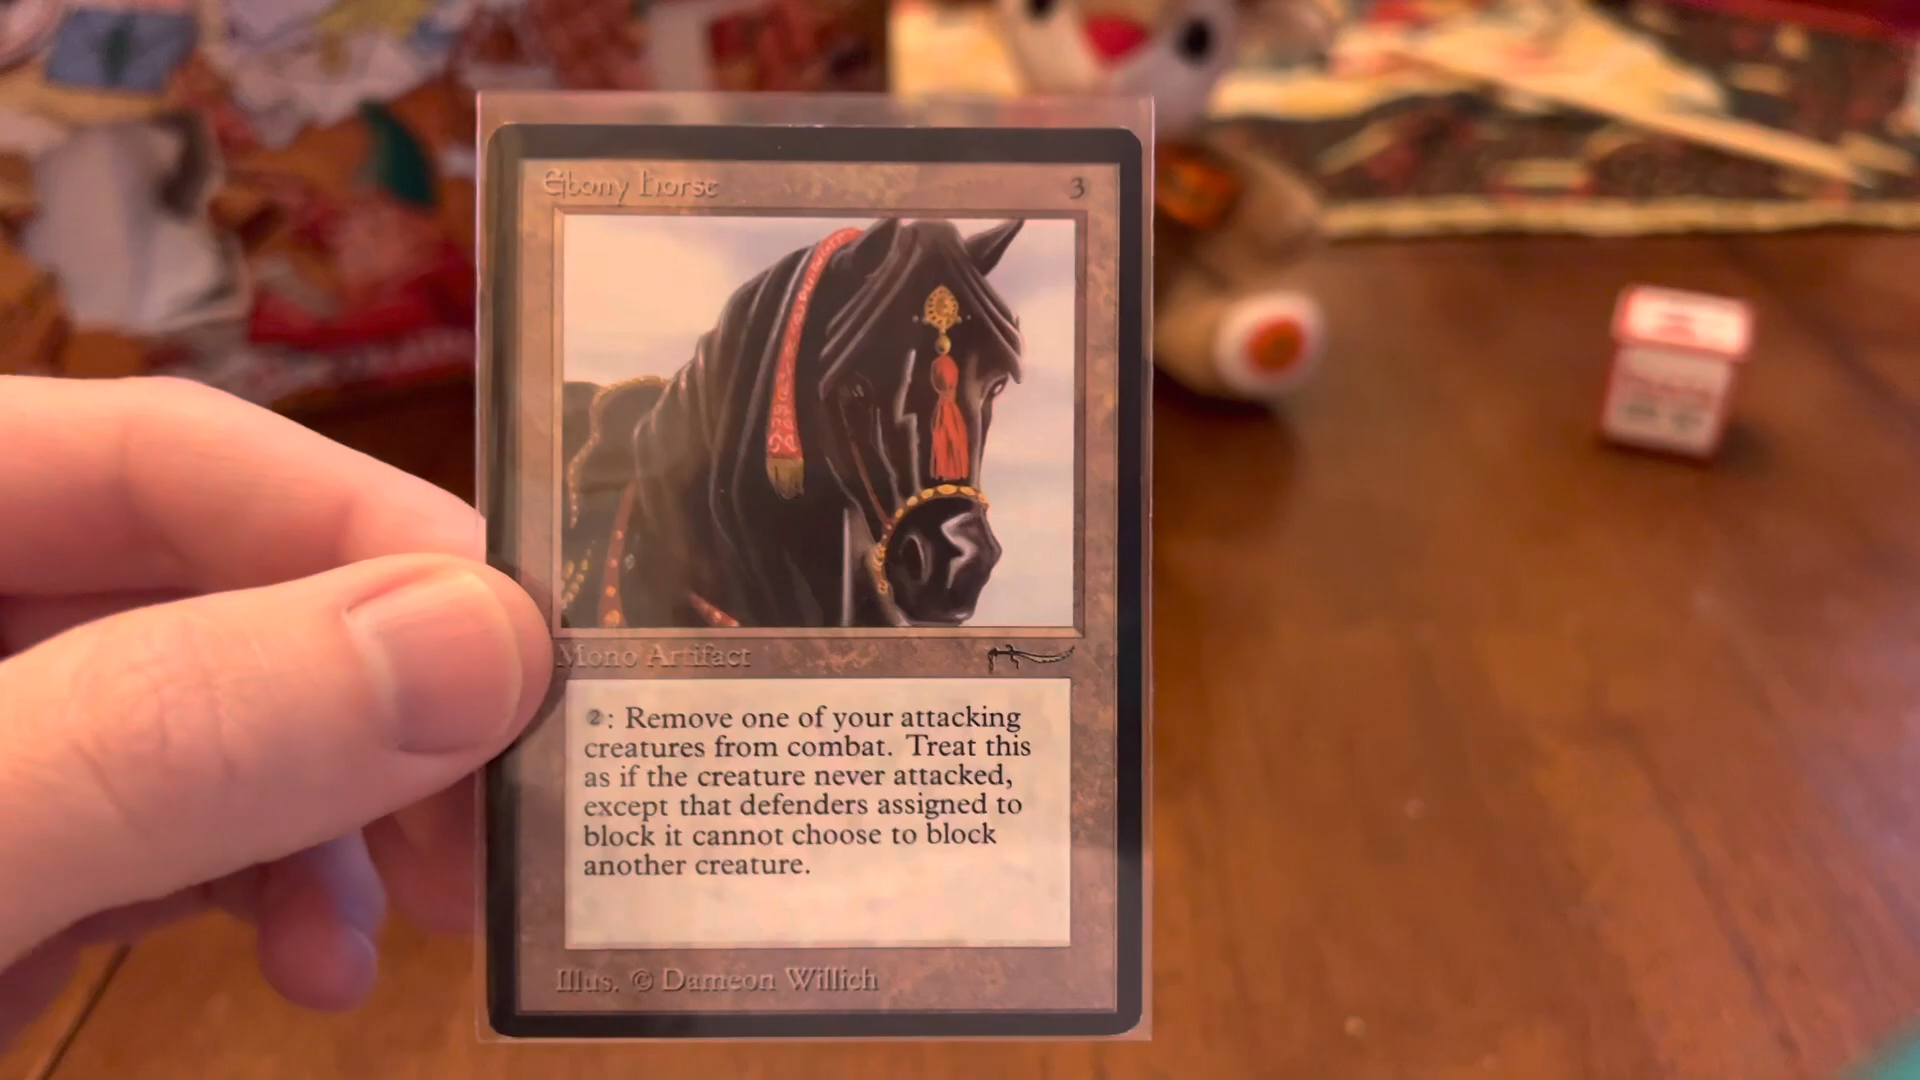 Ebony Horse 3
Mono Artifact
2: Remove one of your attacking
creatures from combat. Treat this
as if the creature never attacked,
except that defenders assigned to
block it cannot choose to block
another creature.
Illus. © Dameon Willich